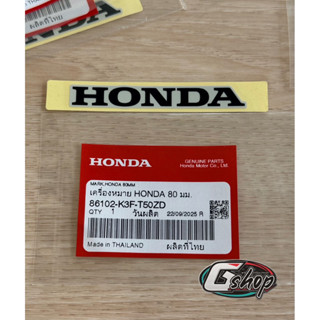 HONDA
HONDA
GENUINE PARTS
Honda Motor Co., Ltd.
MARK,HONDA 80MM
เครื่องหมาย HONDA 80 มม.
86102-K3F-T50ZD
QTY 1 วันผลิต 22/09/2025 R
Made in THAILAND ผลิตที่ไทย
Gshop